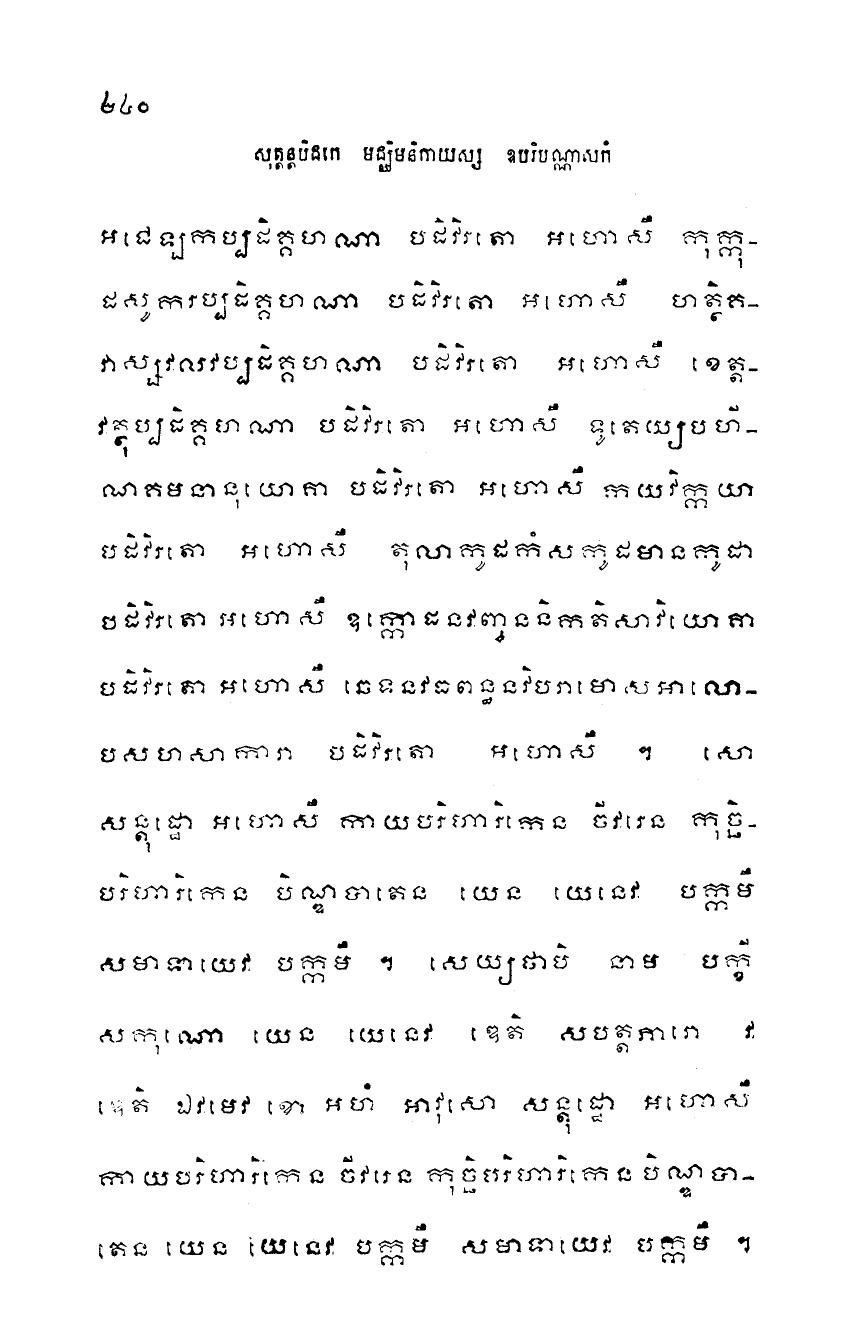 ២៤០
សុត្តន្តបិដកេ មជ្ឈិមនិកាយស្ស ឧបរិបណ្ណាសកំ
អជេឡកប្បដិគ្គហណា បដិវិរតោ អហោសឹ កុក្កុ-
ដសូករប្បដិគ្គហណា បដិវិរតោ អហោសឹ ហត្ថិគ-
វាស្សវលវប្បដិគ្គហណា បដិវិរតោ អហោសឹ ខេត្ត-
វត្ថុប្បដិគ្គហណា បដិវិរតោ អហោសឹ ទូតេយ្យបហី-
ណគមនានុយោគា បដិវិរតោ អហោសឹ កយវិក្កយា
បដិវិរតោ អហោសឹ តុលាកូដកំសកូដមានកូដា
បដិវិរតោ អហោសឹ ឧក្កោដនវញ្ចននិកតិសាវិយោគា
បដិវិរតោ អហោសឹ ឆេទនវធពន្ធនវិបរាមោសអាលោ-
បសហសាការា បដិវិរតោ អហោសឹ ។ សោ
សន្តុដ្ឋោ អហោសឹ កាយបរិហារិកេន ចីវរេន កុច្ឆិ-
បរិហារិកេន បិណ្ឌបាតេន យេន យេនេវ បក្កមឹ
សមាទាយេវ បក្កមឹ ។ សេយ្យថាបិ នាម បក្ខី
សកុណោ យេន យេនេវ ឌេតិ សបត្តភារោ វ
ឌេតិ ឯវមេវ ខោ អហំ អាវុសោ សន្តុដ្ឋោ អហោសឹ
កាយបរិហារិកេន ចីវរេន កុច្ឆិបរិហារិកេន បិណ្ឌបា-
តេន យេន យេនេវ បក្កមឹ សមាទាយេវ បក្កមឹ ។